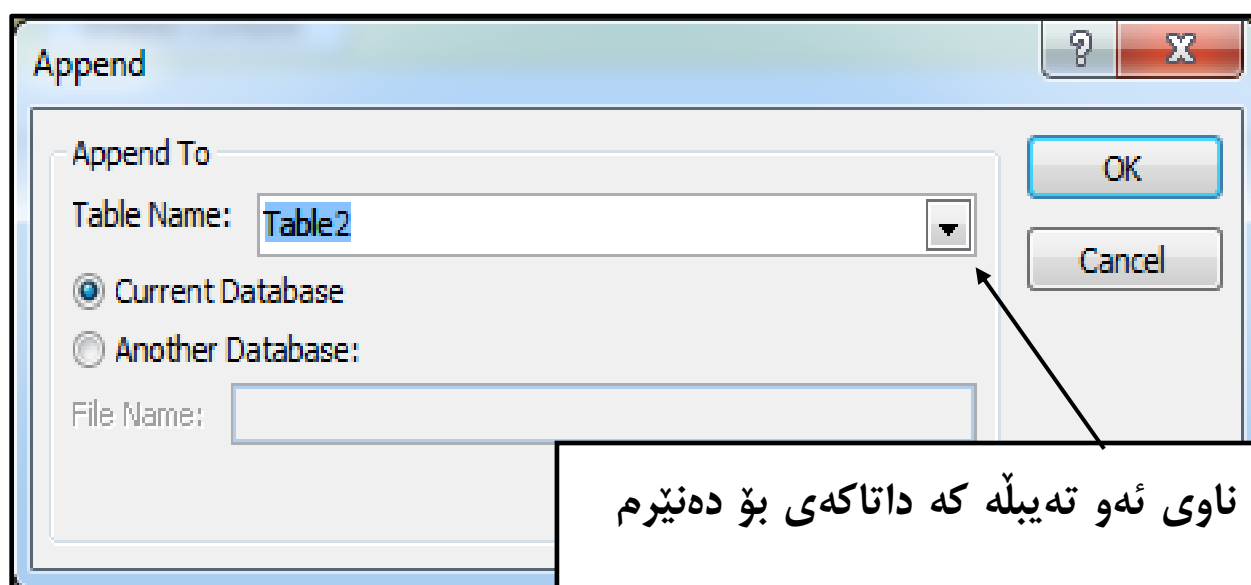 Append
Append To
Table Name: Table2
OK
Cancel
Current Database
Another Database:
File Name:
ناوی ئەو تەیبڵە کە داتاکەی بۆ دەنێرم